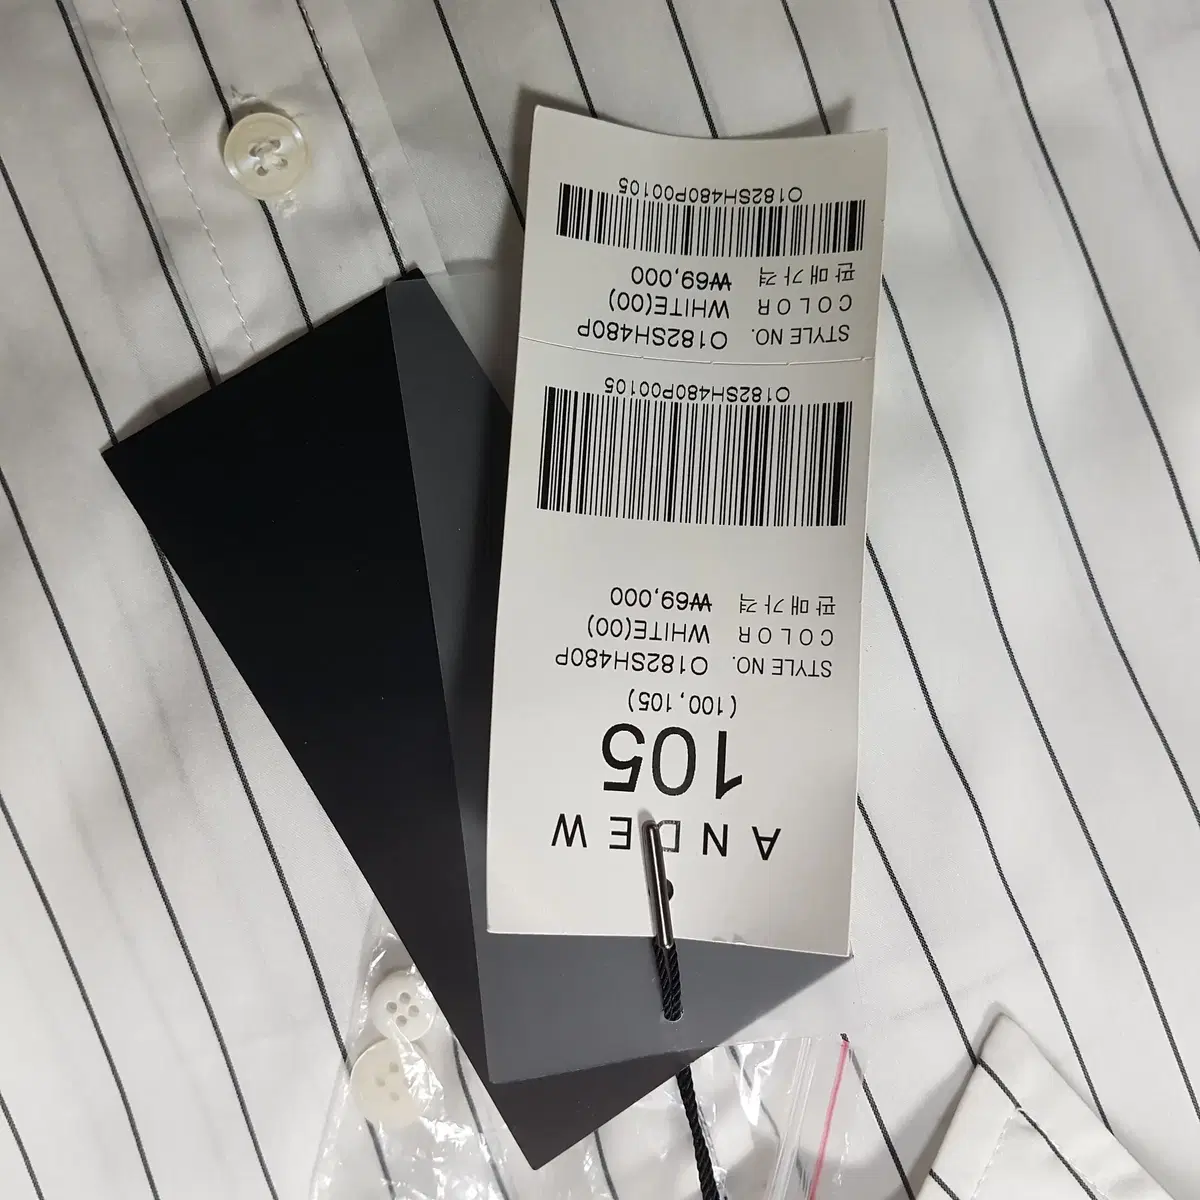 ANDREW
105
(100,105)
STYLE NO. O182SH480P
COLOR WHITE(00)
판매가격 ₩69,000
O182SH480P00105
STYLE NO. O182SH480P
COLOR WHITE(00)
판매가격 ₩69,000
O182SH480P00105